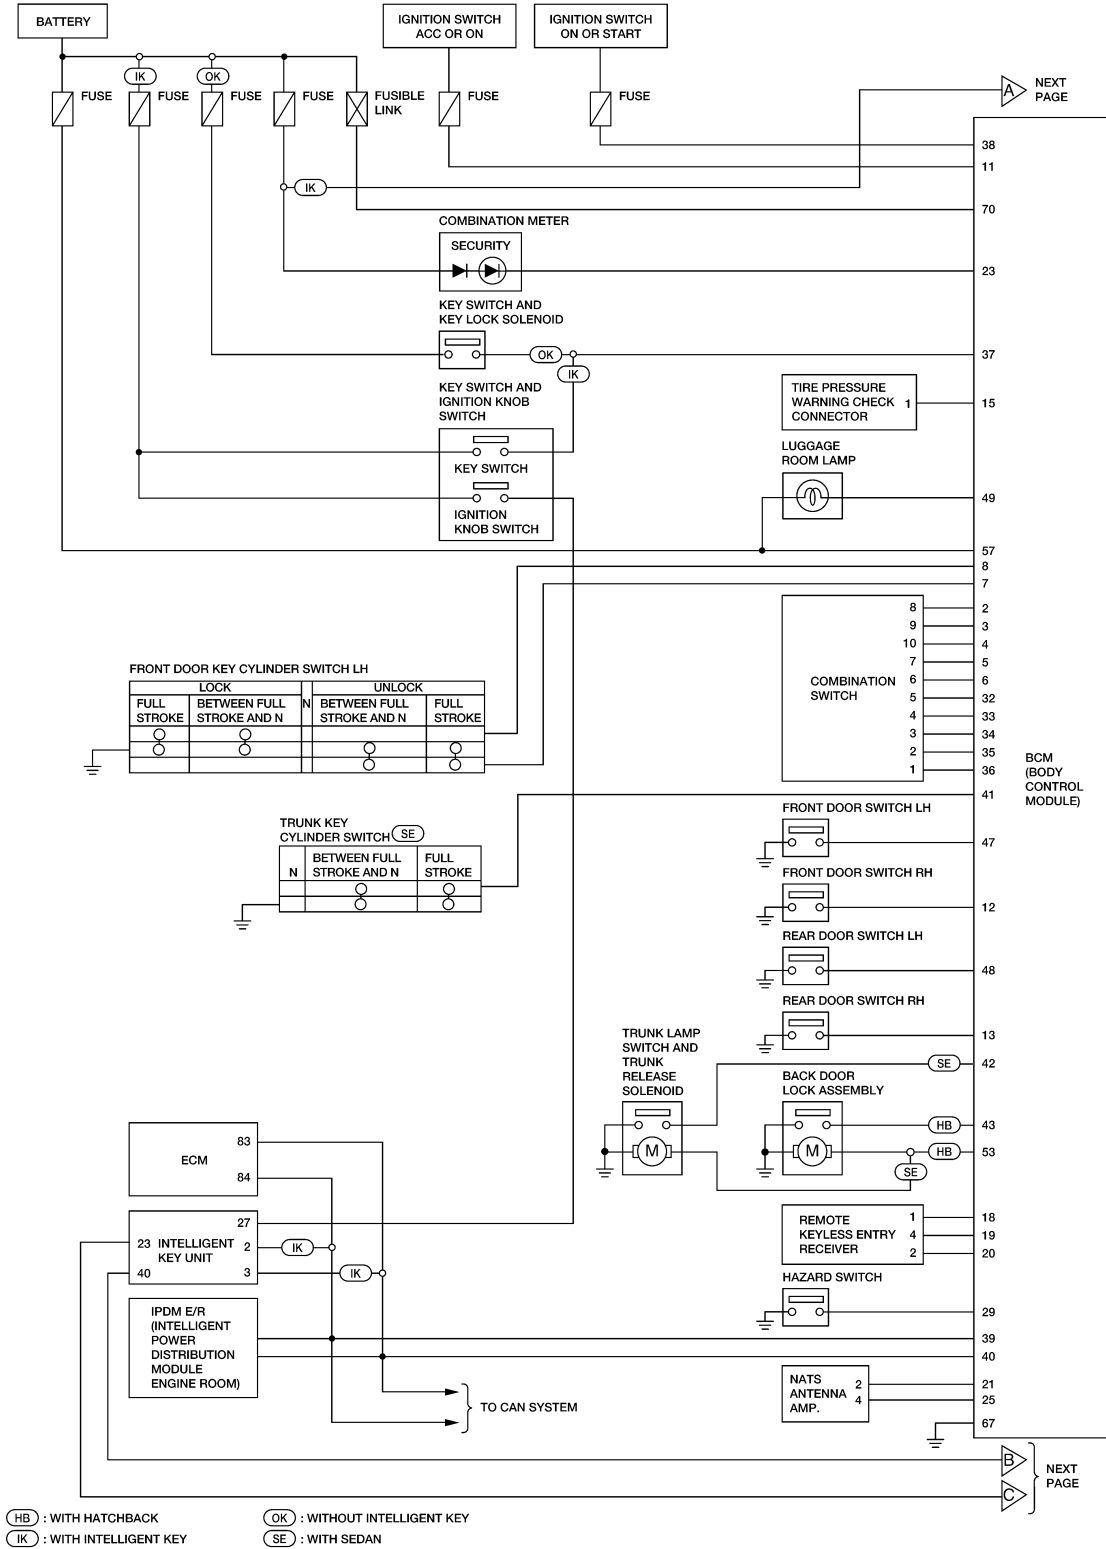 BATTERY
IGNITION SWITCH
ACC OR ON
IGNITION SWITCH
ON OR START
IK
OK
FUSE
FUSE
FUSE
FUSE
FUSIBLE
LINK
FUSE
FUSE
A
NEXT
PAGE
38
11
IK
70
COMBINATION METER
SECURITY
23
KEY SWITCH AND
KEY LOCK SOLENOID
OK
37
IK
KEY SWITCH AND
IGNITION KNOB
SWITCH
KEY SWITCH
IGNITION
KNOB SWITCH
TIRE PRESSURE
WARNING CHECK
CONNECTOR
1
15
LUGGAGE
ROOM LAMP
49
57
8
7
COMBINATION
SWITCH
8
2
9
3
10
4
7
5
6
6
5
32
4
33
3
34
2
35
1
36
BCM
(BODY
CONTROL
MODULE)
FRONT DOOR KEY CYLINDER SWITCH LH
LOCK
UNLOCK
FULL
STROKE
BETWEEN FULL
STROKE AND N
N
BETWEEN FULL
STROKE AND N
FULL
STROKE
41
TRUNK KEY
CYLINDER SWITCH
SE
N
BETWEEN FULL
STROKE AND N
FULL
STROKE
FRONT DOOR SWITCH LH
47
FRONT DOOR SWITCH RH
12
REAR DOOR SWITCH LH
48
REAR DOOR SWITCH RH
13
TRUNK LAMP
SWITCH AND
TRUNK
RELEASE
SOLENOID
M
SE
42
BACK DOOR
LOCK ASSEMBLY
M
HB
43
HB
53
SE
ECM
83
84
INTELLIGENT
KEY UNIT
23
40
27
2
IK
3
IK
REMOTE
KEYLESS ENTRY
RECEIVER
1
18
4
19
2
20
HAZARD SWITCH
29
IPDM E/R
(INTELLIGENT
POWER
DISTRIBUTION
MODULE
ENGINE ROOM)
39
40
TO CAN SYSTEM
NATS
ANTENNA
AMP.
2
21
4
25
67
B
C
NEXT
PAGE
HB : WITH HATCHBACK
OK : WITHOUT INTELLIGENT KEY
IK : WITH INTELLIGENT KEY
SE : WITH SEDAN